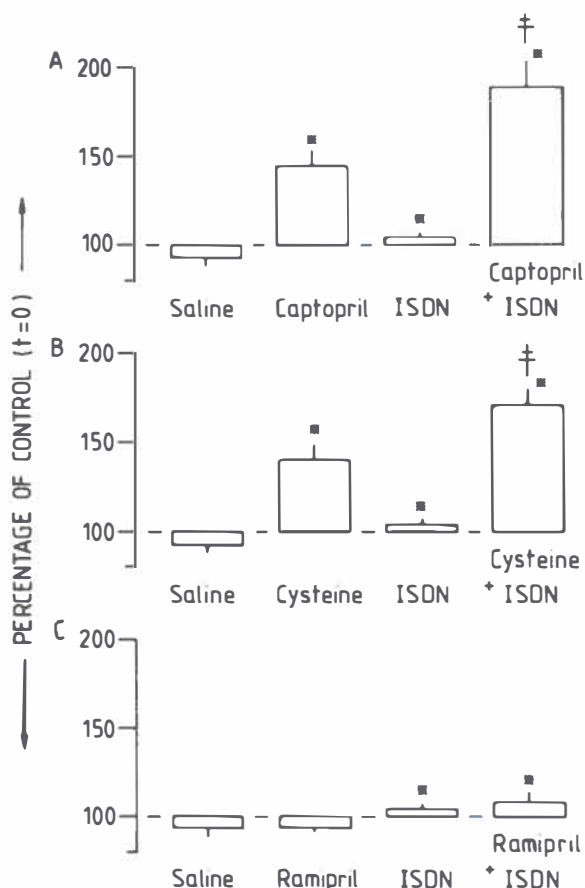 PERCENTAGE OF CONTROL (t=0)
A
200
150
100
Saline Captopril ISDN Captopril
+ ISDN
B
200
150
100
Saline Cysteine ISDN Cysteine
+ ISDN
C
200
150
100
Saline Ramipril ISDN Ramipril
+ ISDN